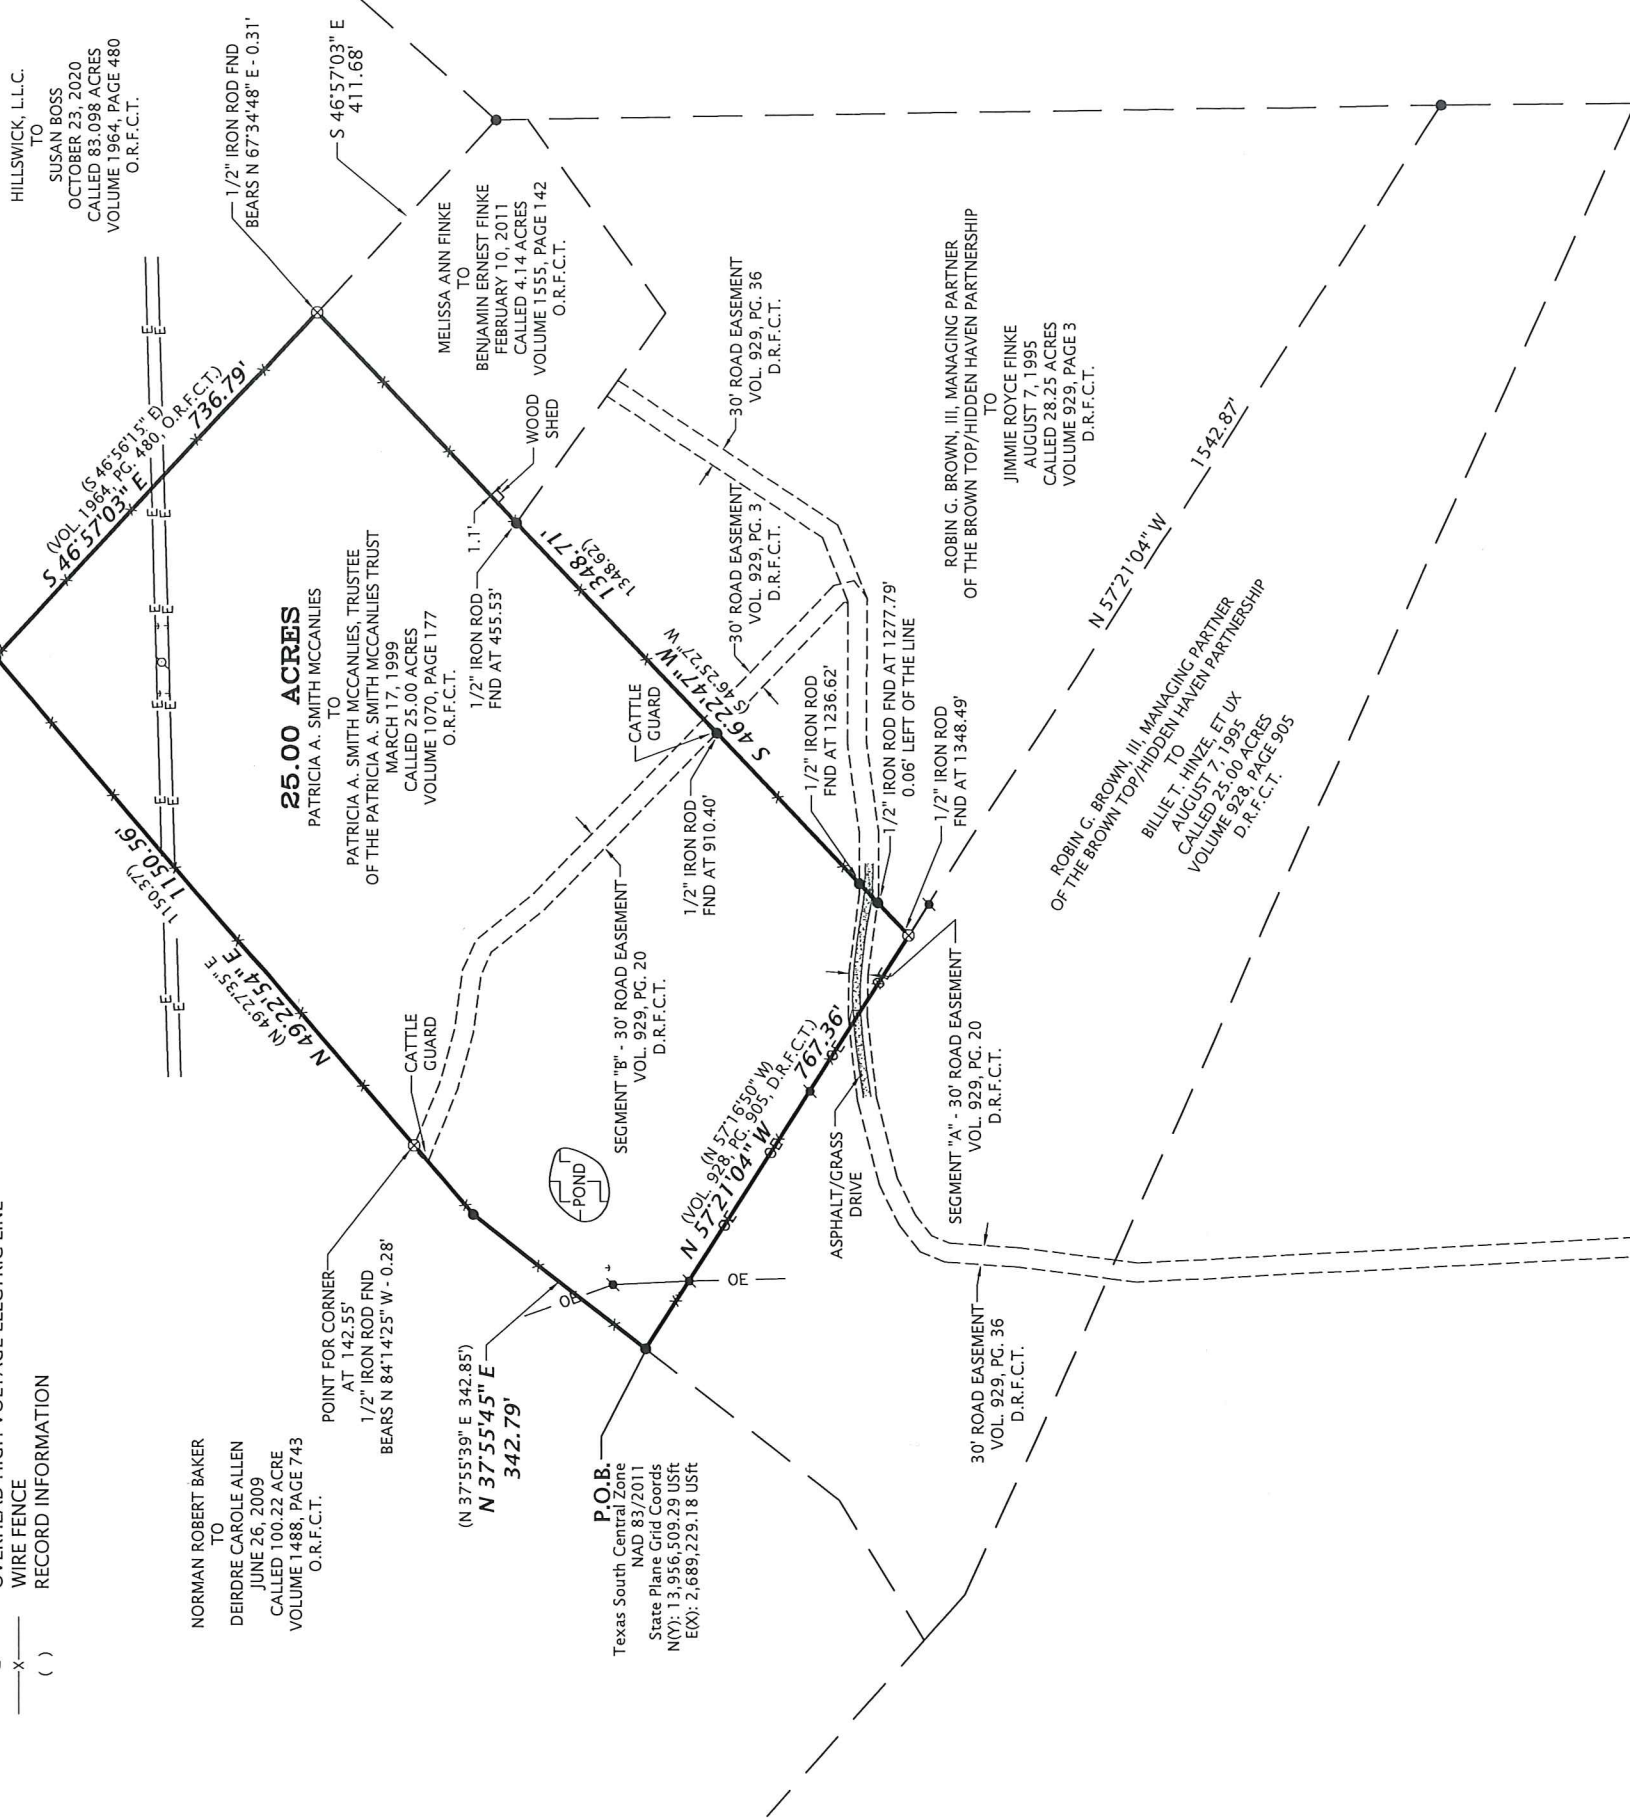 OVERHEAD HIGH VOLTAGE ELECTRIC LINE
X WIRE FENCE
( ) RECORD INFORMATION
HILLSWICK, L.L.C.
TO
SUSAN BOSS
OCTOBER 23, 2020
CALLED 83.098 ACRES
VOLUME 1964, PAGE 480
O.R.F.C.T.
1/2" IRON ROD FND
BEARS N 67°34'48" E - 0.31'
S 46°57'03" E
411.68'
(S 46°56'15" E)
(VOL. 1964, PG. 480, O.R.F.C.T.)
S 46°57'03" E 736.79'
E E E E E E
E E E E E E
MELISSA ANN FINKE
TO
BENJAMIN ERNEST FINKE
FEBRUARY 10, 2011
CALLED 4.14 ACRES
VOLUME 1555, PAGE 142
O.R.F.C.T.
WOOD
SHED
1.1'
25.00 ACRES
PATRICIA A. SMITH MCCANLIES
TO
PATRICIA A. SMITH MCCANLIES, TRUSTEE
OF THE PATRICIA A. SMITH MCCANLIES TRUST
MARCH 17, 1999
CALLED 25.00 ACRES
VOLUME 1070, PAGE 177
O.R.F.C.T.
1/2" IRON ROD
FND AT 455.53'
S 46°22'47" W 1348.71'
(S 46°25'27" W 1348.62')
(N 49°27'35" E 1150.37')
N 49°22'54" E 1150.56'
30' ROAD EASEMENT
VOL. 929, PG. 36
D.R.F.C.T.
30' ROAD EASEMENT
VOL. 929, PG. 3
D.R.F.C.T.
CATTLE
GUARD
1/2" IRON ROD
FND AT 910.40'
1/2" IRON ROD
FND AT 1236.62'
1/2" IRON ROD FND AT 1277.79'
0.06' LEFT OF THE LINE
1/2" IRON ROD
FND AT 1348.49'
ROBIN G. BROWN, III, MANAGING PARTNER
OF THE BROWN TOP/HIDDEN HAVEN PARTNERSHIP
TO
JIMMIE ROYCE FINKE
AUGUST 7, 1995
CALLED 28.25 ACRES
VOLUME 929, PAGE 3
D.R.F.C.T.
N 57°21'04" W 1542.87'
ROBIN G. BROWN, III, MANAGING PARTNER
OF THE BROWN TOP/HIDDEN HAVEN PARTNERSHIP
TO
BILLIE T. HINZE, ET UX
AUGUST 7, 1995
CALLED 25.00 ACRES
VOLUME 928, PAGE 905
D.R.F.C.T.
CATTLE
GUARD
SEGMENT "B" - 30' ROAD EASEMENT
VOL. 929, PG. 20
D.R.F.C.T.
POND
NORMAN ROBERT BAKER
TO
DEIRDRE CAROLE ALLEN
JUNE 26, 2009
CALLED 100.22 ACRE
VOLUME 1488, PAGE 743
O.R.F.C.T.
POINT FOR CORNER
AT 142.55'
1/2" IRON ROD FND
BEARS N 84°14'25" W - 0.28'
(N 37°55'39" E 342.85')
N 37°55'45" E
342.79'
OE
OE
(N 57°16'50" W)
(VOL. 928, PG. 905, D.R.F.C.T.)
N 57°21'04" W 767.36'
OE OE OE OE
P.O.B.
Texas South Central Zone
NAD 83/2011
State Plane Grid Coords
N(Y): 13,956,509.29 USft
E(X): 2,689,229.18 USft
ASPHALT/GRASS
DRIVE
SEGMENT "A" - 30' ROAD EASEMENT
VOL. 929, PG. 20
D.R.F.C.T.
30' ROAD EASEMENT
VOL. 929, PG. 36
D.R.F.C.T.